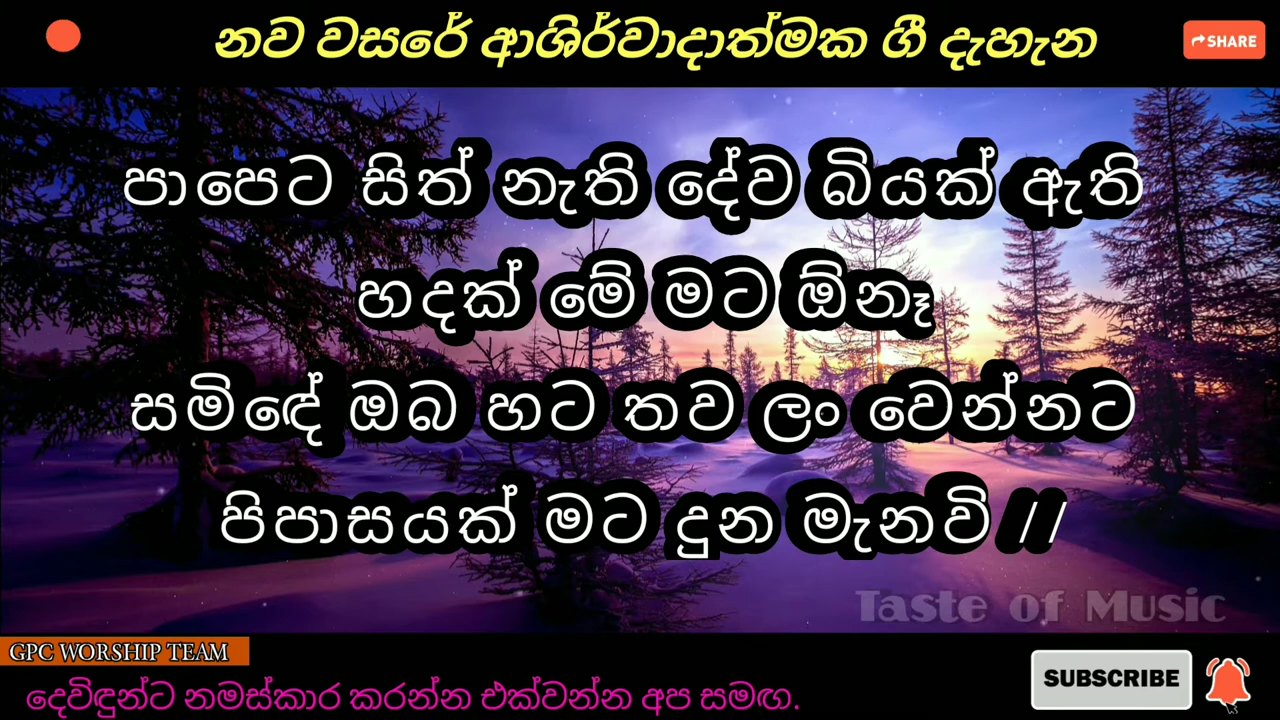 නව වසරේ ආශිර්වාදාත්මක ගී දැහැන
SHARE
පාපෙට සිත් නැති දේව බියක් ඇති
හදක් මේ මට ඕනෑ
සමිඳේ ඔබ හට තව ලං වෙන්නට
පිපාසයක් මට දුන මැනවි //
Taste of Music
GPC WORSHIP TEAM
දෙවිඳුන්ට නමස්කාර කරන්න එක්වන්න අප සමඟ.
SUBSCRIBE